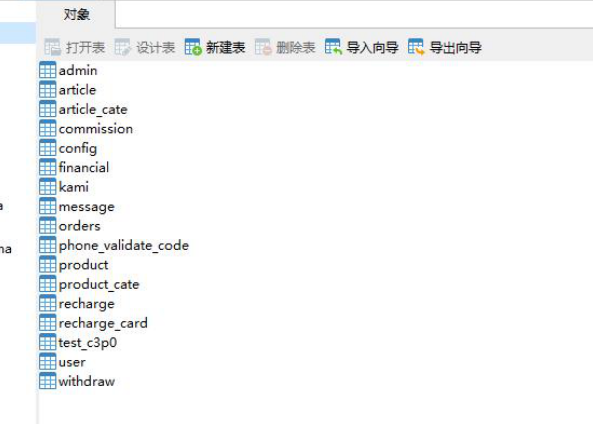 对象
打开表 设计表 新建表 删除表 导入向导 导出向导
admin
article
article_cate
commission
config
financial
kami
a
message
orders
na
phone_validate_code
product
product_cate
recharge
recharge_card
test_c3p0
user
withdraw